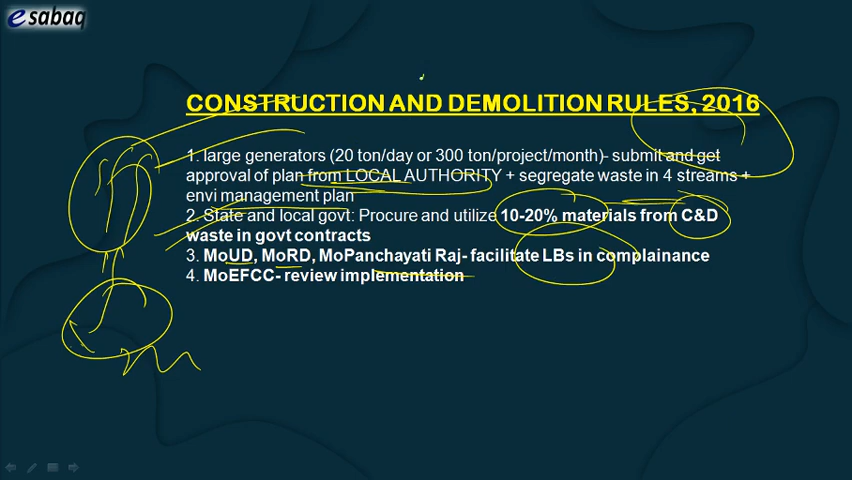 esabaq
CONSTRUCTION AND DEMOLITION RULES, 2016
1. large generators (20 ton/day or 300 ton/project/month)- submit and get
approval of plan from LOCAL AUTHORITY + segregate waste in 4 streams +
envi management plan
2. State and local govt: Procure and utilize 10-20% materials from C&D
waste in govt contracts
3. MoUD, MoRD, MoPanchayati Raj- facilitate LBs in complainance
4. MoEFCC- review implementation